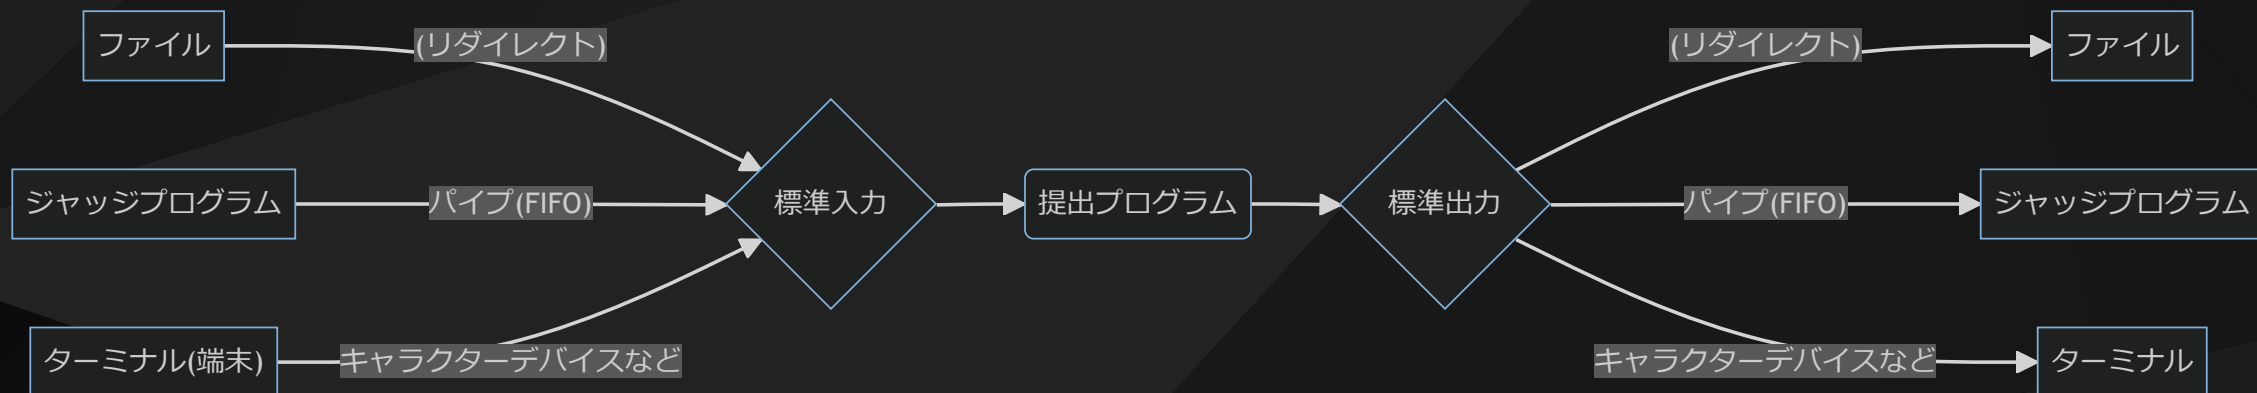 ファイル
(リダイレクト)
(リダイレクト)
ファイル
ジャッジプログラム
パイプ(FIFO)
標準入力
提出プログラム
標準出力
パイプ(FIFO)
ジャッジプログラム
ターミナル(端末)
キャラクターデバイスなど
キャラクターデバイスなど
ターミナル